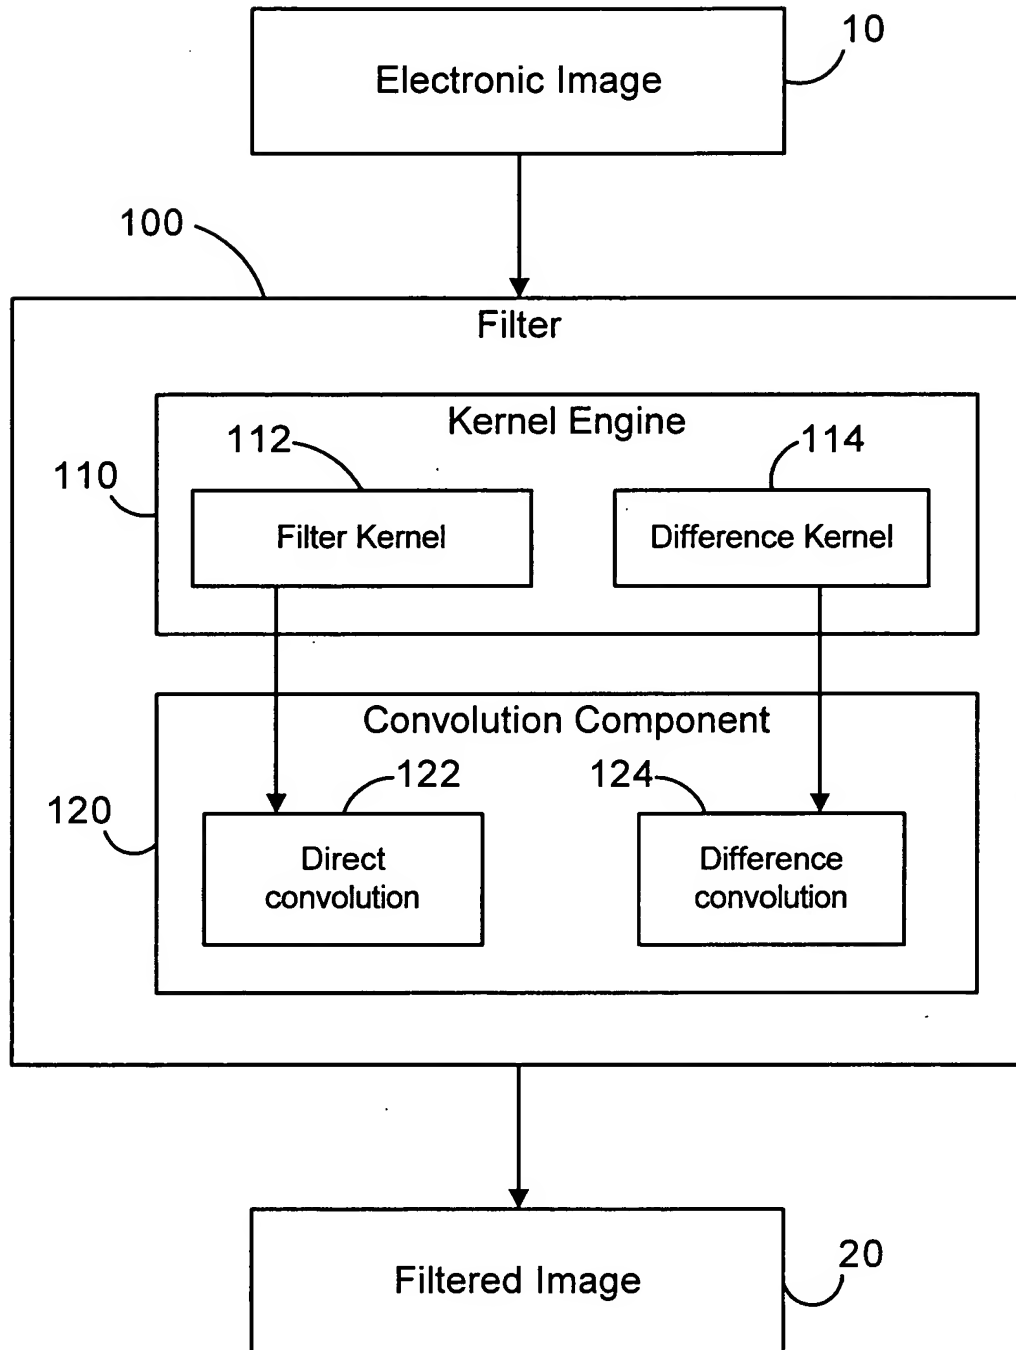 10
Electronic Image
100
Filter
Kernel Engine
112
114
110
Filter Kernel
Difference Kernel
Convolution Component
122
124
120
Direct
convolution
Difference
convolution
20
Filtered Image